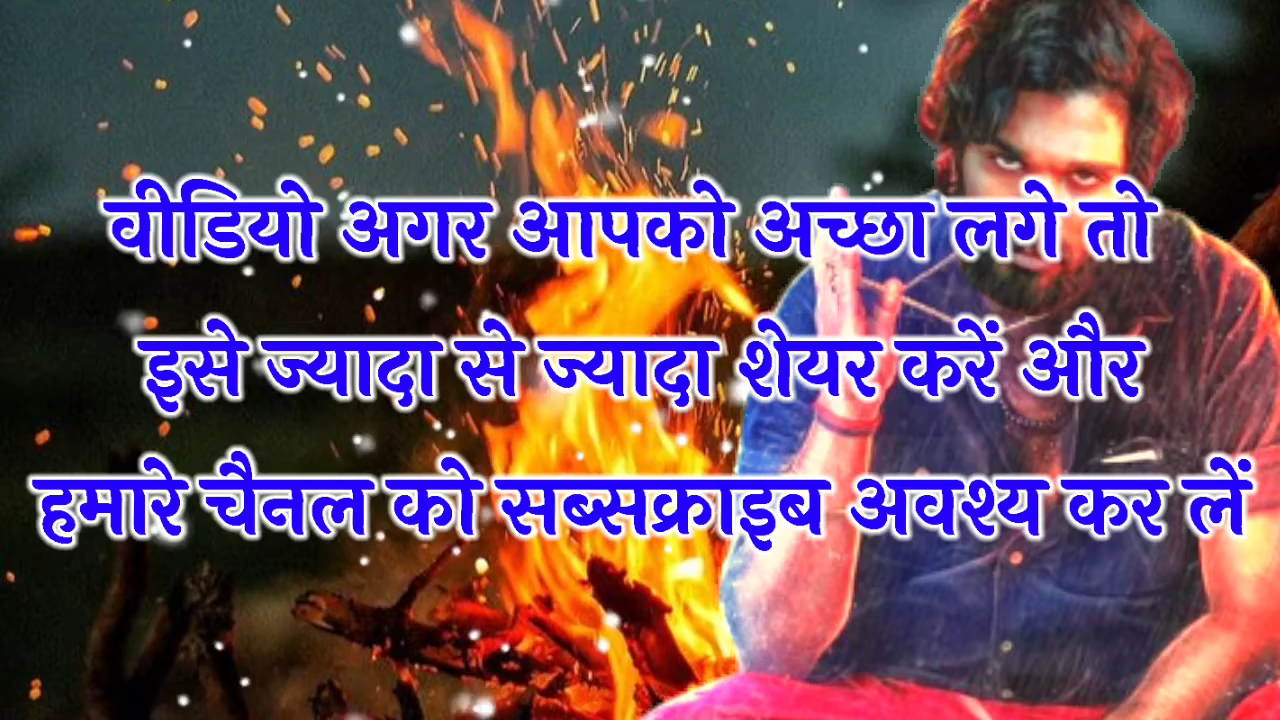 वीडियो अगर आपको अच्छा लगे तो
इसे ज्यादा से ज्यादा शेयर करें और
हमारे चैनल को सब्सक्राइब अवश्य कर लें